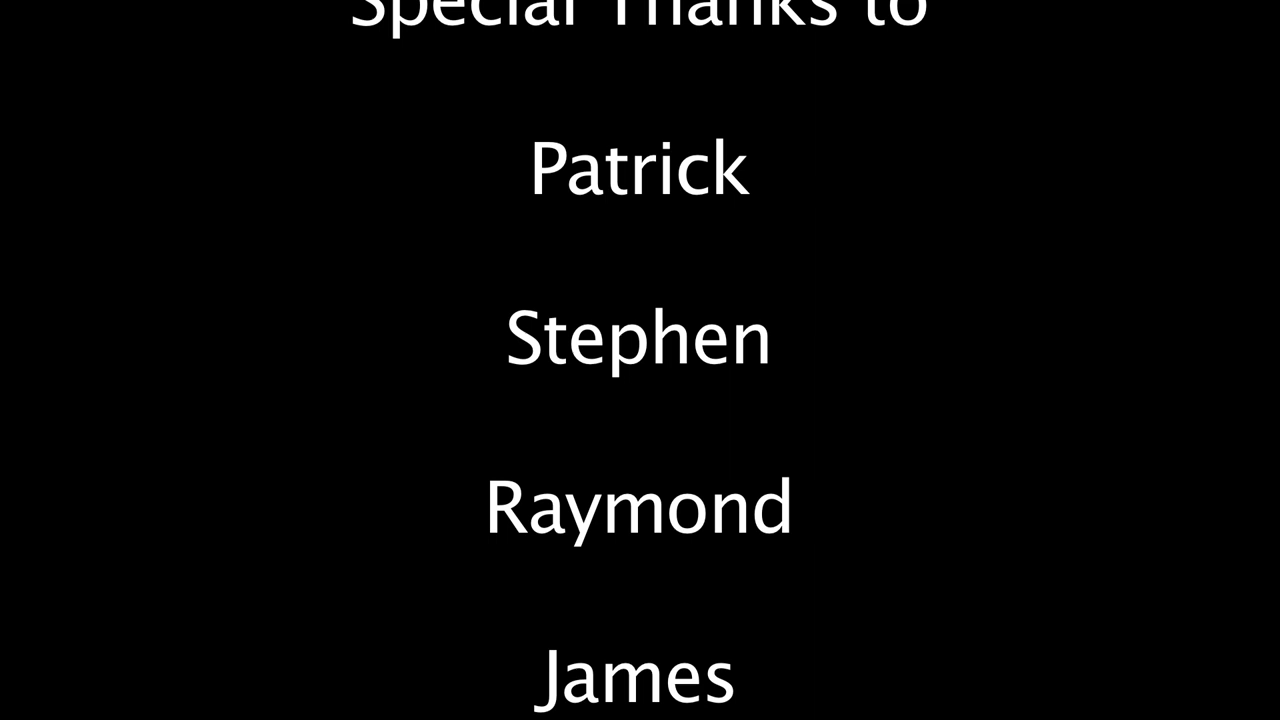 Special Thanks to
Patrick
Stephen
Raymond
James